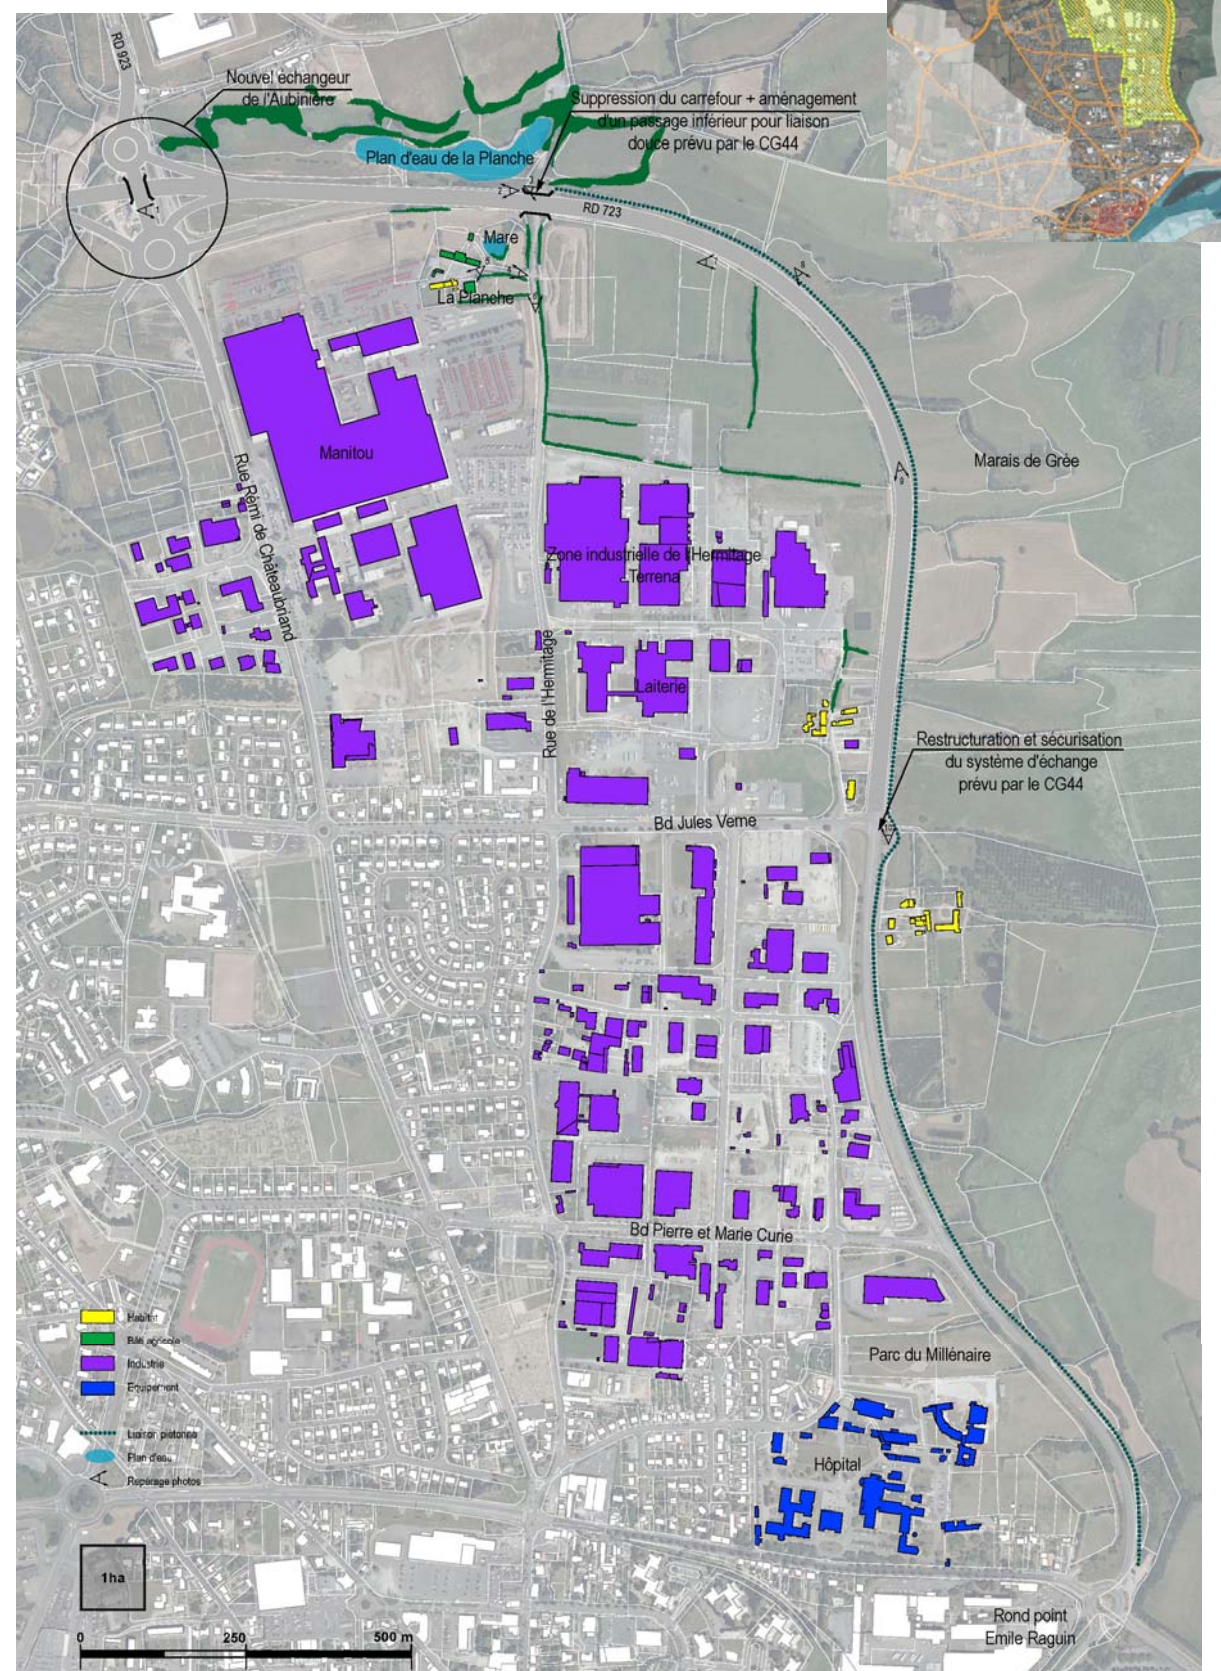 RD 923
Nouvel échangeur
de l'Aubinière
Suppression du carrefour + aménagement
d'un passage inférieur pour liaison
douce prévu par le CG44
Plan d'eau de la Planche
RD 723
Mare
La Planche
Manitou
Rue Rémi de Châteaubriand
Marais de Grée
Zone industrielle de l'Hermitage
Terrena
Rue de l'Hermitage
Laiterie
Restructuration et sécurisation
du système d'échange
prévu par le CG44
Bd Jules Verne
Bd Pierre et Marie Curie
Parc du Millénaire
Hôpital
Habitat
Bâti agricole
Industrie
Equipement
Liaison piétonne
Plan d'eau
Repérage photos
1ha
0 250 500 m
Rond point
Emile Raguin